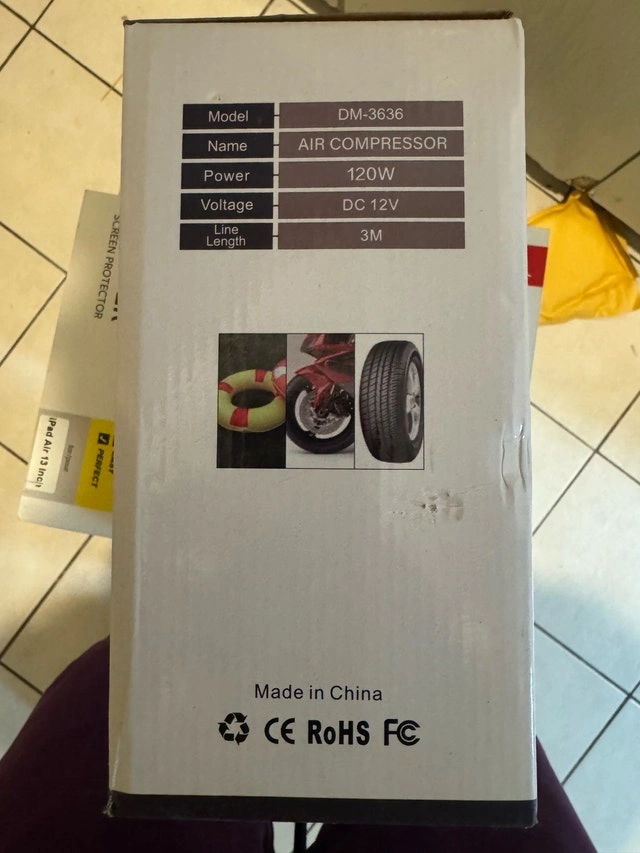 Model DM-3636
Name AIR COMPRESSOR
Power 120W
Voltage DC 12V
Line Length 3M
Made in China
CE RoHS FC
SCREEN PROTECTOR
iPad Air 13 Inch
PERFECT